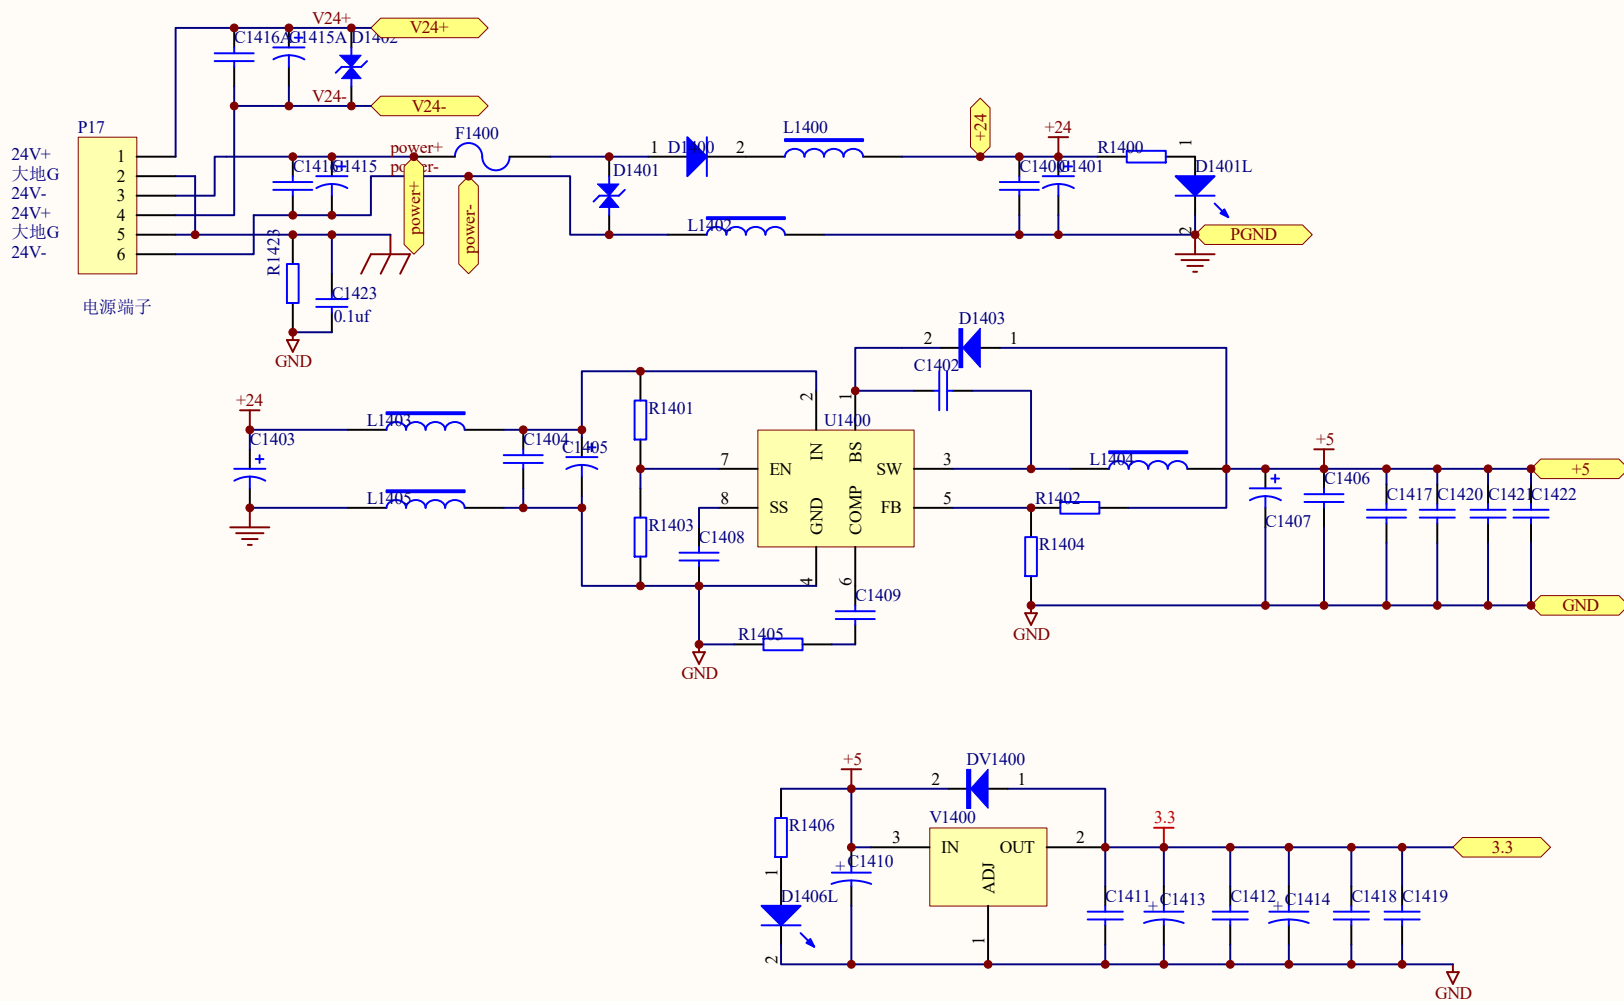 V24+
V24+
C1416A
C1415A
D1402
V24-
V24-
P17
24V+
大地G
24V-
24V+
大地G
24V-
1
2
3
4
5
6
电源端子
C1416
C1415
power+
power-
power+
power-
F1400
R1423
C1423
0.1uf
GND
D1401
1
D1400
2
L1400
L1402
+24
+24
C1400
C1401
R1400
1
D1401L
2
PGND
+24
C1403
L1403
L1405
C1404
C1405
R1401
R1403
C1408
U1400
2
1
7
8
3
5
4
6
IN
BS
EN
SS
SW
FB
GND
COMP
D1403
2
1
C1402
L1404
R1402
R1404
GND
C1409
R1405
GND
+5
C1407
C1406
C1417
C1420
C1421
C1422
+5
GND
+5
R1406
1
D1406L
2
C1410
DV1400
2
1
V1400
3
IN
OUT
2
ADJ
1
3.3
C1411
C1413
C1412
C1414
C1418
C1419
3.3
GND